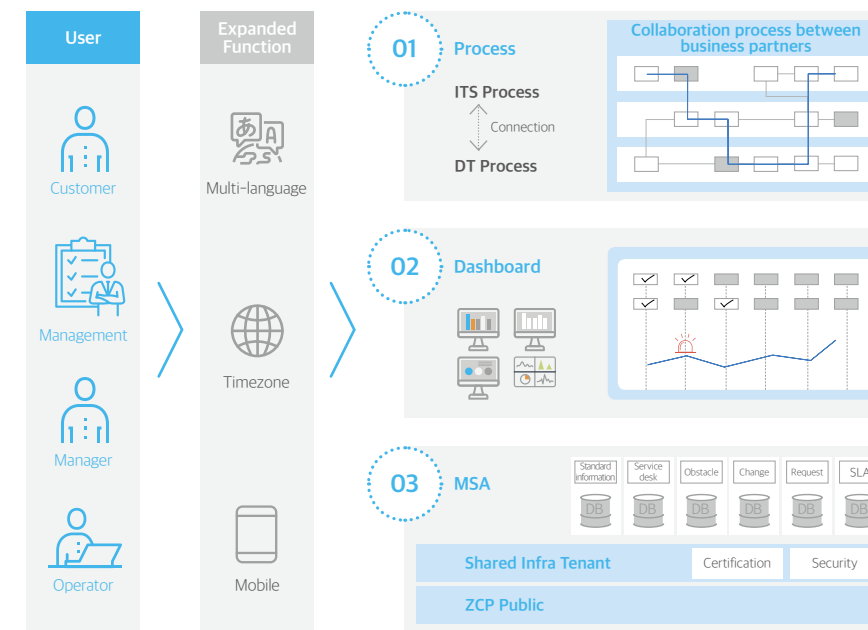 User
Customer
Management
Manager
Operator
Expanded
Function
あ
A
Multi-language
Timezone
Mobile
01
Process
ITS Process
Connection
DT Process
Collaboration process between
business partners
02
Dashboard
03
MSA
Standard
information
Service
desk
Obstacle
Change
Request
SLA
DB
DB
DB
DB
DB
DB
Shared Infra Tenant
Certification
Security
ZCP Public